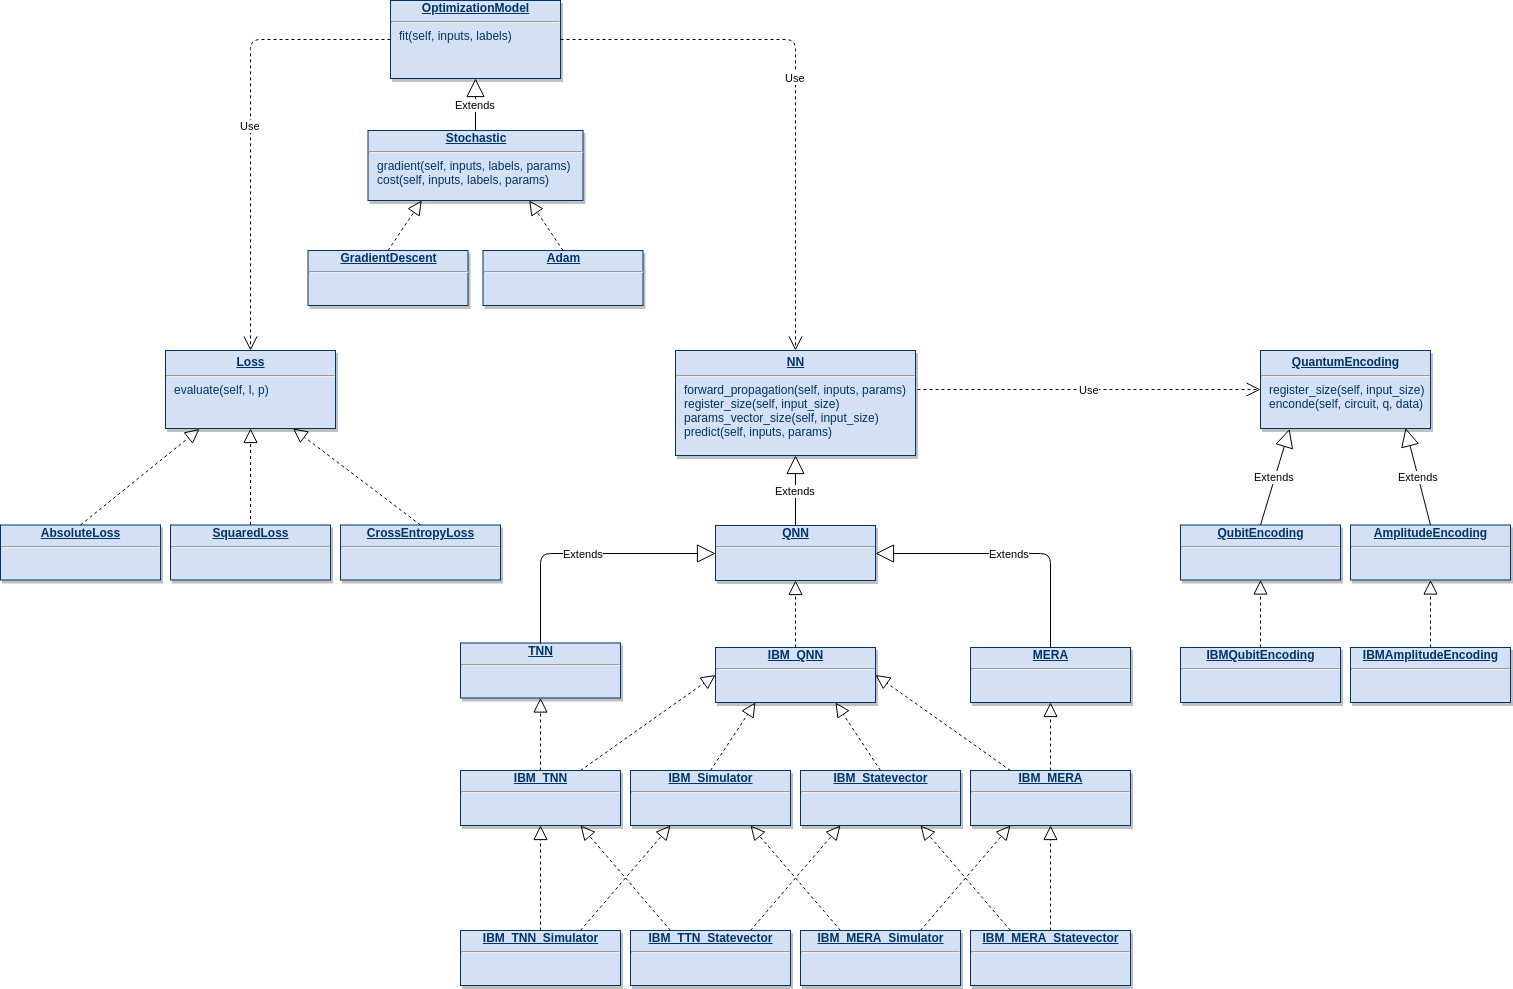 OptimizationModel
fit(self, inputs, labels)
Use
Use
Extends
Stochastic
gradient(self, inputs, labels, params)
cost(self, inputs, labels, params)
GradientDescent
Adam
Loss
evaluate(self, l, p)
NN
forward_propagation(self, inputs, params)
register_size(self, input_size)
params_vector_size(self, input_size)
predict(self, inputs, params)
Use
QuantumEncoding
register_size(self, input_size)
enconde(self, circuit, q, data)
Extends
Extends
Extends
AbsoluteLoss
SquaredLoss
CrossEntropyLoss
QNN
QubitEncoding
AmplitudeEncoding
Extends
Extends
TNN
IBM_QNN
MERA
IBMQubitEncoding
IBMAmplitudeEncoding
IBM_TNN
IBM_Simulator
IBM_Statevector
IBM_MERA
IBM_TNN_Simulator
IBM_TTN_Statevector
IBM_MERA_Simulator
IBM_MERA_Statevector